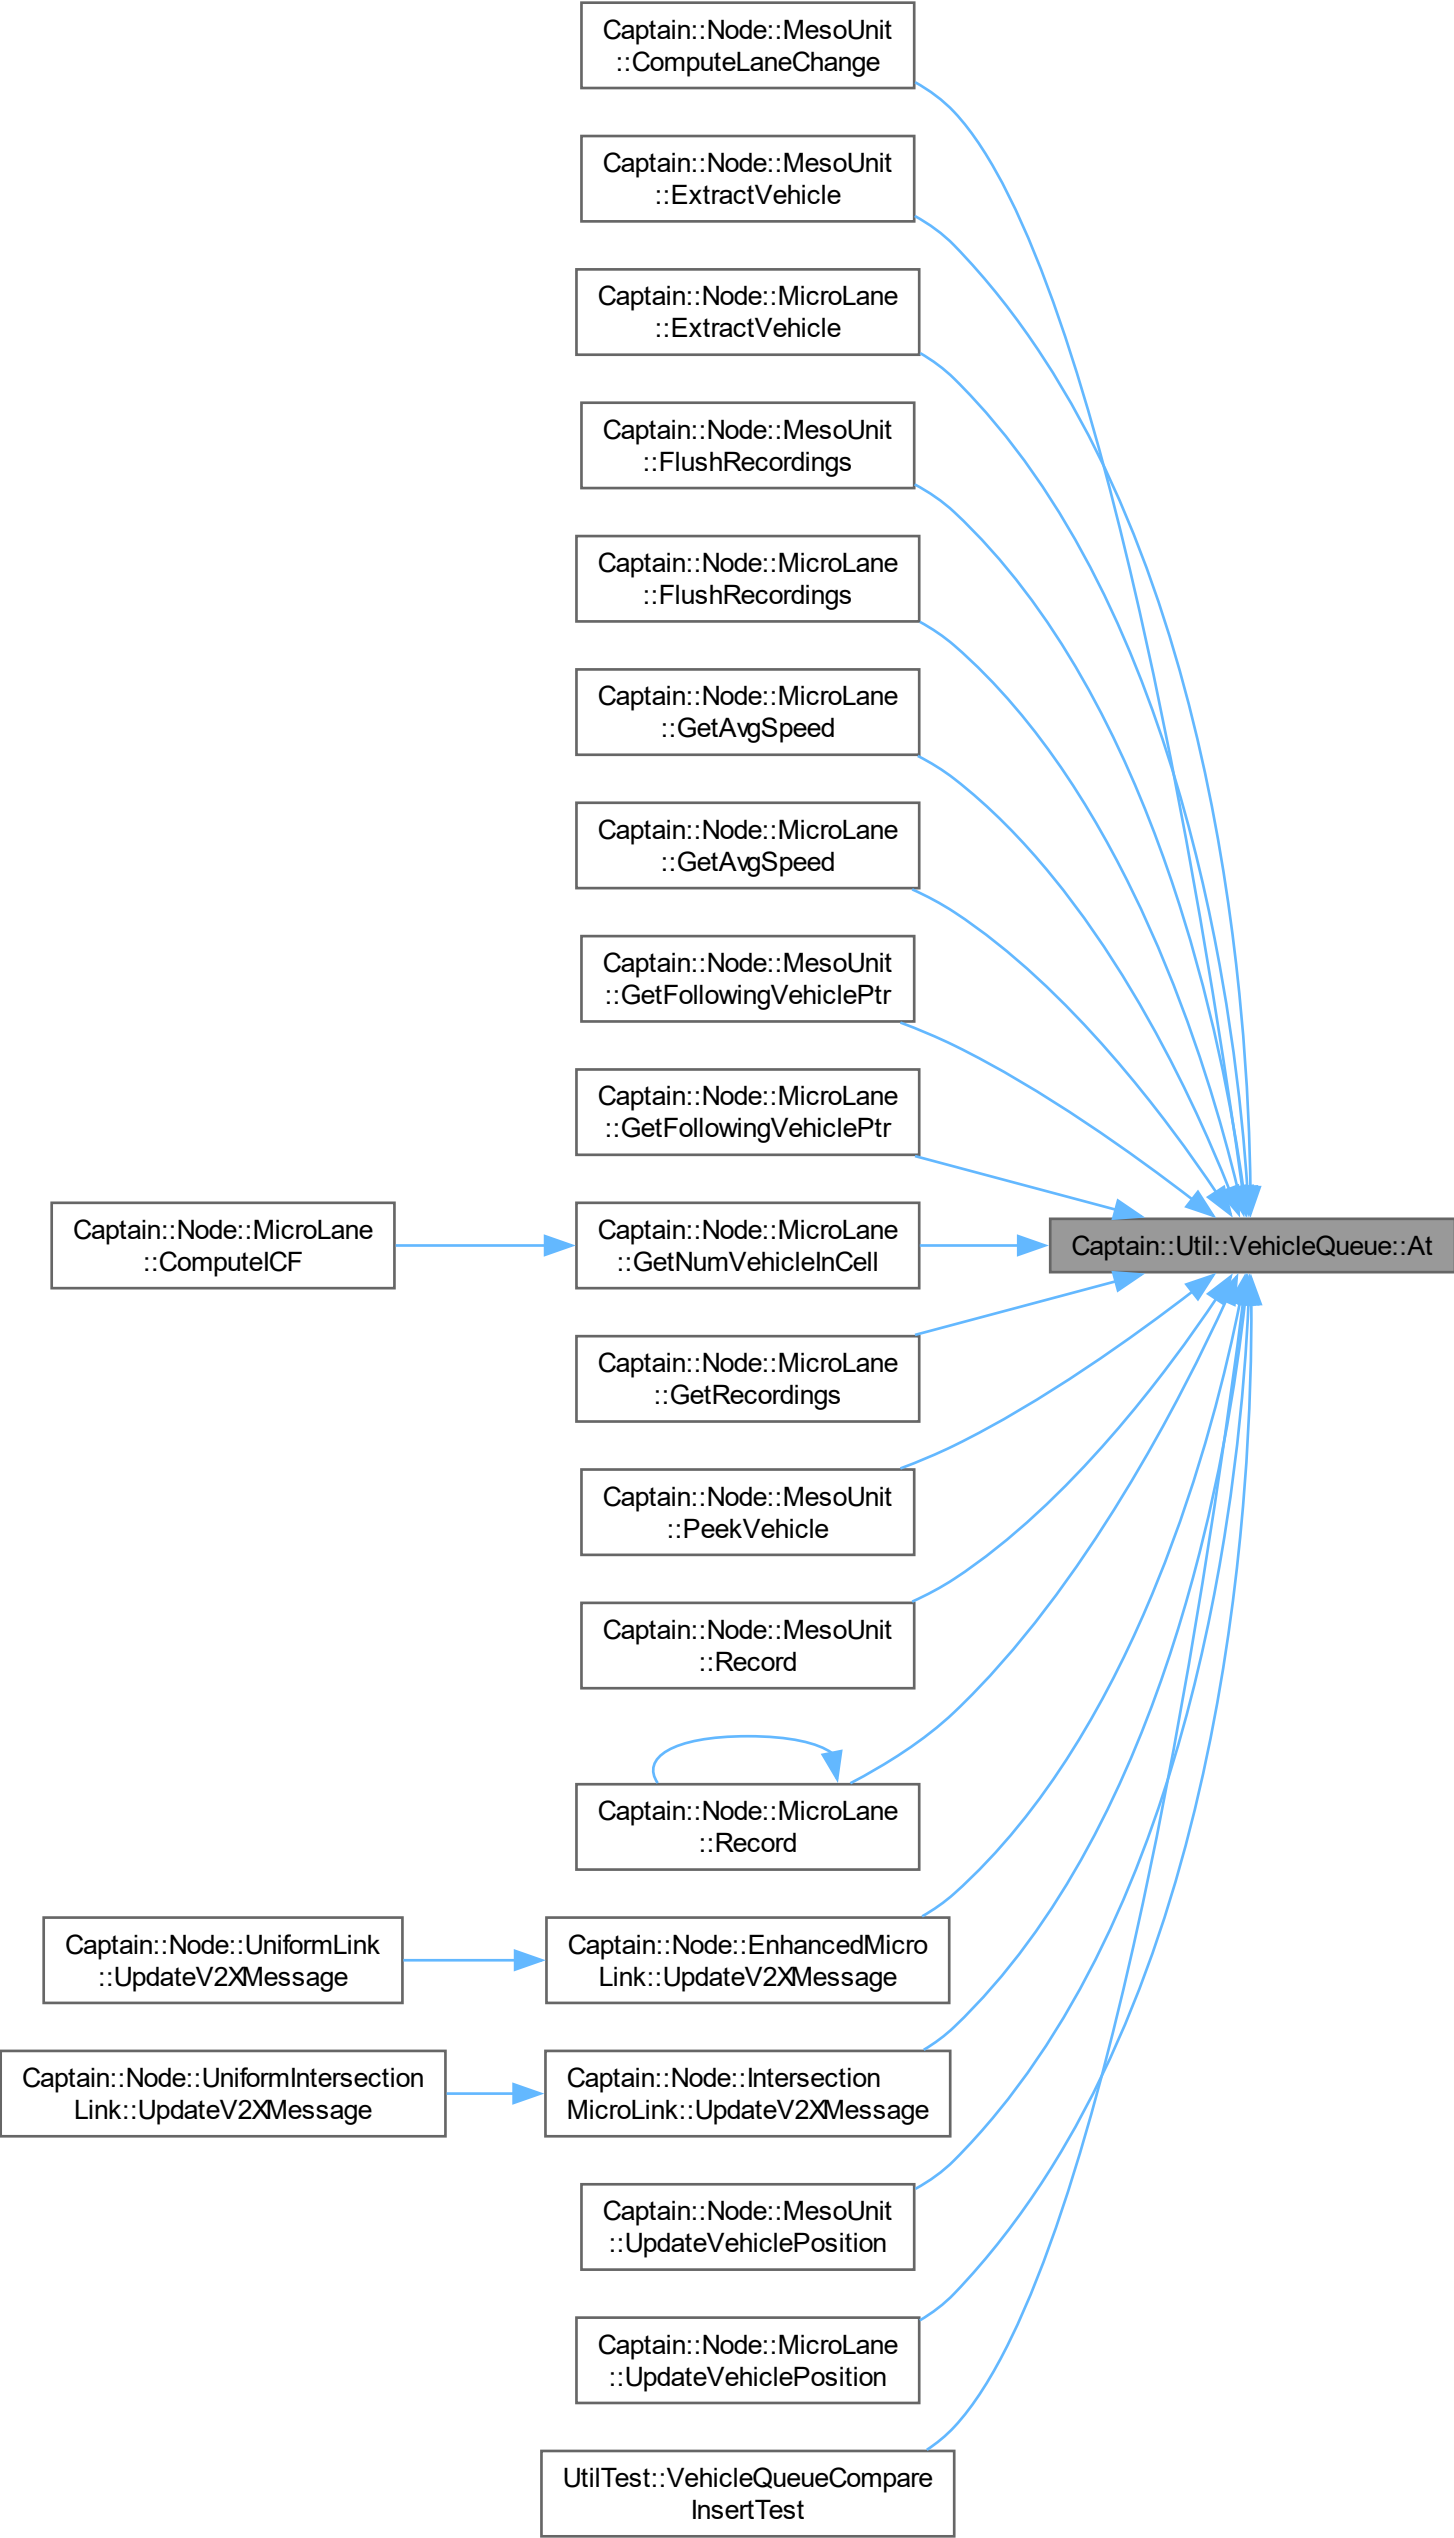 Captain::Node::MesoUnit
::ComputeLaneChange
Captain::Node::MesoUnit
::ExtractVehicle
Captain::Node::MicroLane
::ExtractVehicle
Captain::Node::MesoUnit
::FlushRecordings
Captain::Node::MicroLane
::FlushRecordings
Captain::Node::MicroLane
::GetAvgSpeed
Captain::Node::MicroLane
::GetAvgSpeed
Captain::Node::MesoUnit
::GetFollowingVehiclePtr
Captain::Node::MicroLane
::GetFollowingVehiclePtr
Captain::Node::MicroLane
::ComputeICF
Captain::Node::MicroLane
::GetNumVehicleInCell
Captain::Util::VehicleQueue::At
Captain::Node::MicroLane
::GetRecordings
Captain::Node::MesoUnit
::PeekVehicle
Captain::Node::MesoUnit
::Record
Captain::Node::MicroLane
::Record
Captain::Node::UniformLink
::UpdateV2XMessage
Captain::Node::EnhancedMicro
Link::UpdateV2XMessage
Captain::Node::UniformIntersection
Link::UpdateV2XMessage
Captain::Node::Intersection
MicroLink::UpdateV2XMessage
Captain::Node::MesoUnit
::UpdateVehiclePosition
Captain::Node::MicroLane
::UpdateVehiclePosition
UtilTest::VehicleQueueCompare
InsertTest